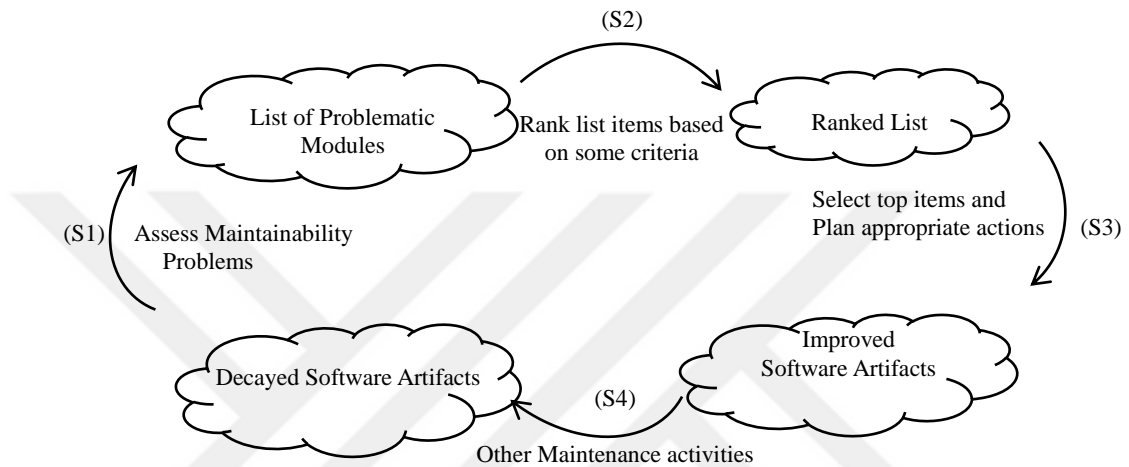 (S2)
List of Problematic
Modules
Rank list items based
on some criteria
Ranked List
(S1)
Assess Maintainability
Problems
Select top items and
Plan appropriate actions
(S3)
Decayed Software Artifacts
(S4)
Improved
Software Artifacts
Other Maintenance activities